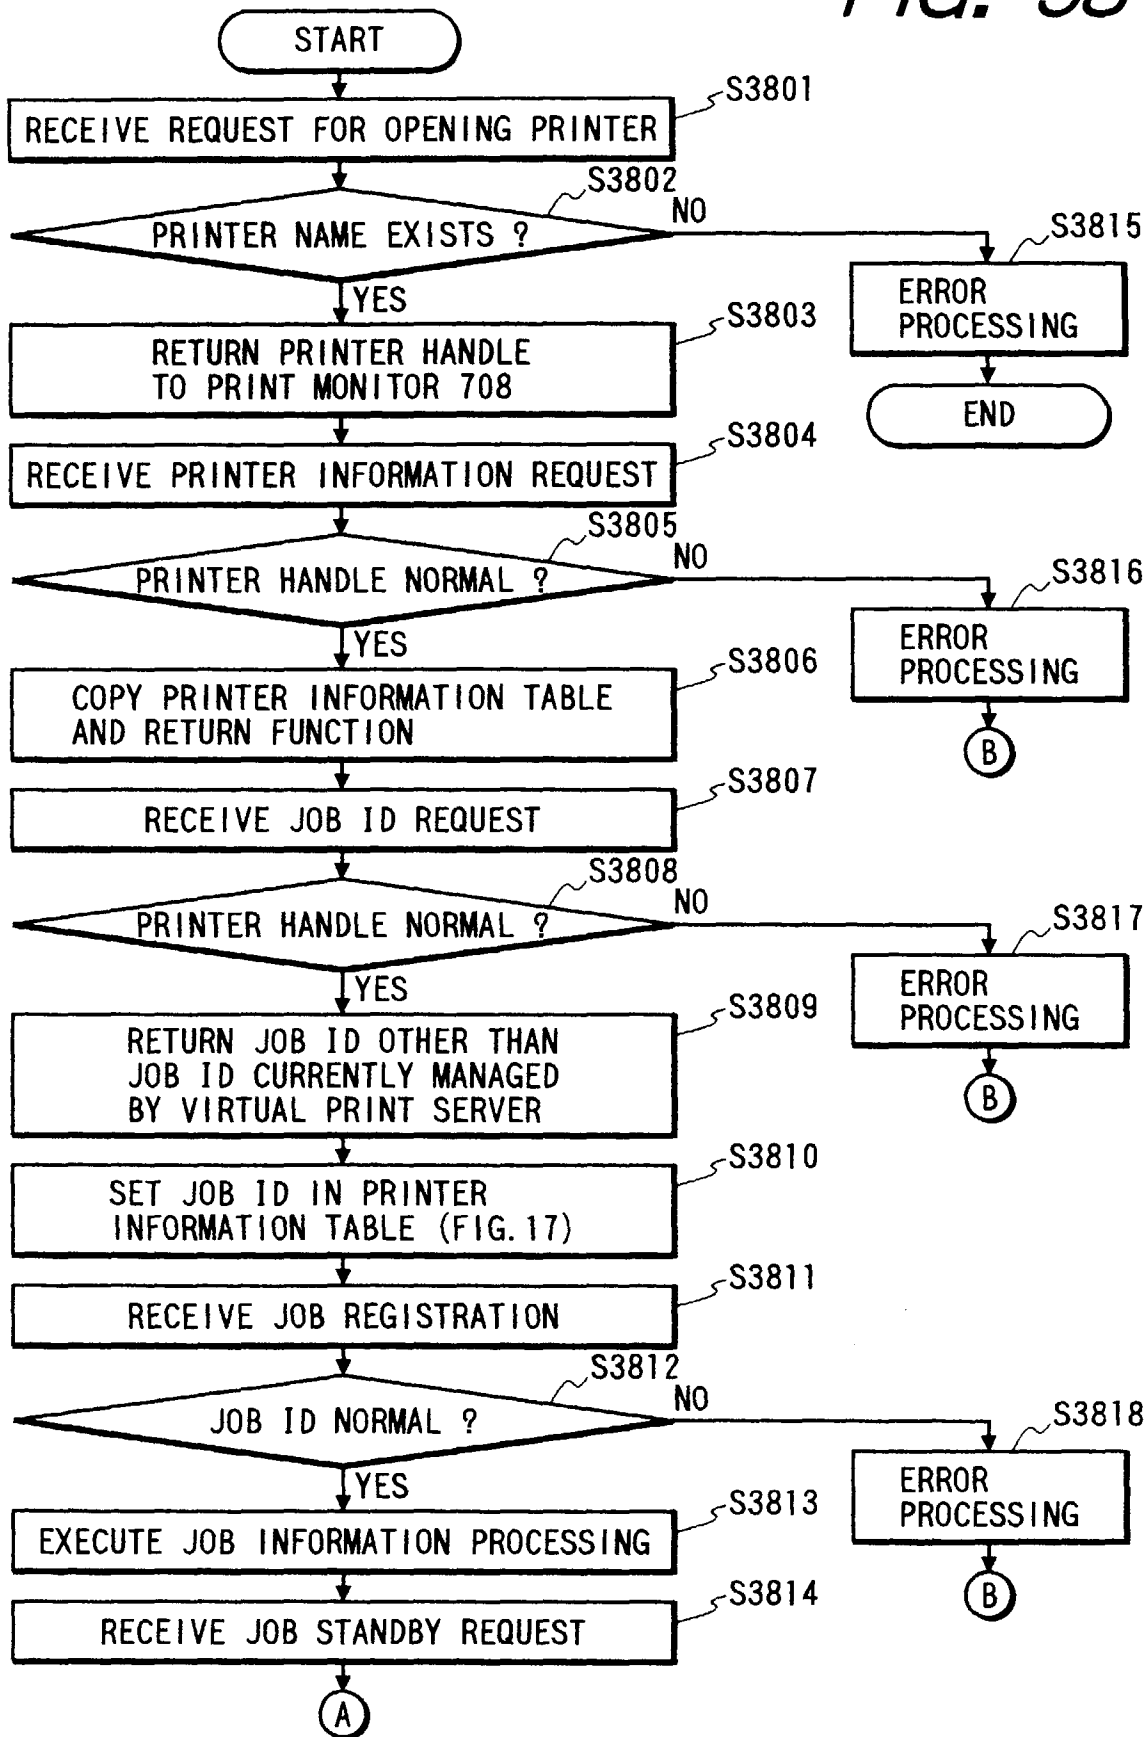 START
S3801
RECEIVE REQUEST FOR OPENING PRINTER
S3802
PRINTER NAME EXISTS ?
NO
S3815
ERROR
PROCESSING
END
YES
S3803
RETURN PRINTER HANDLE
TO PRINT MONITOR 708
S3804
RECEIVE PRINTER INFORMATION REQUEST
S3805
PRINTER HANDLE NORMAL ?
NO
S3816
ERROR
PROCESSING
B
YES
S3806
COPY PRINTER INFORMATION TABLE
AND RETURN FUNCTION
S3807
RECEIVE JOB ID REQUEST
S3808
PRINTER HANDLE NORMAL ?
NO
S3817
ERROR
PROCESSING
B
YES
S3809
RETURN JOB ID OTHER THAN
JOB ID CURRENTLY MANAGED
BY VIRTUAL PRINT SERVER
S3810
SET JOB ID IN PRINTER
INFORMATION TABLE (FIG.17)
S3811
RECEIVE JOB REGISTRATION
S3812
JOB ID NORMAL ?
NO
S3818
ERROR
PROCESSING
B
YES
S3813
EXECUTE JOB INFORMATION PROCESSING
S3814
RECEIVE JOB STANDBY REQUEST
A